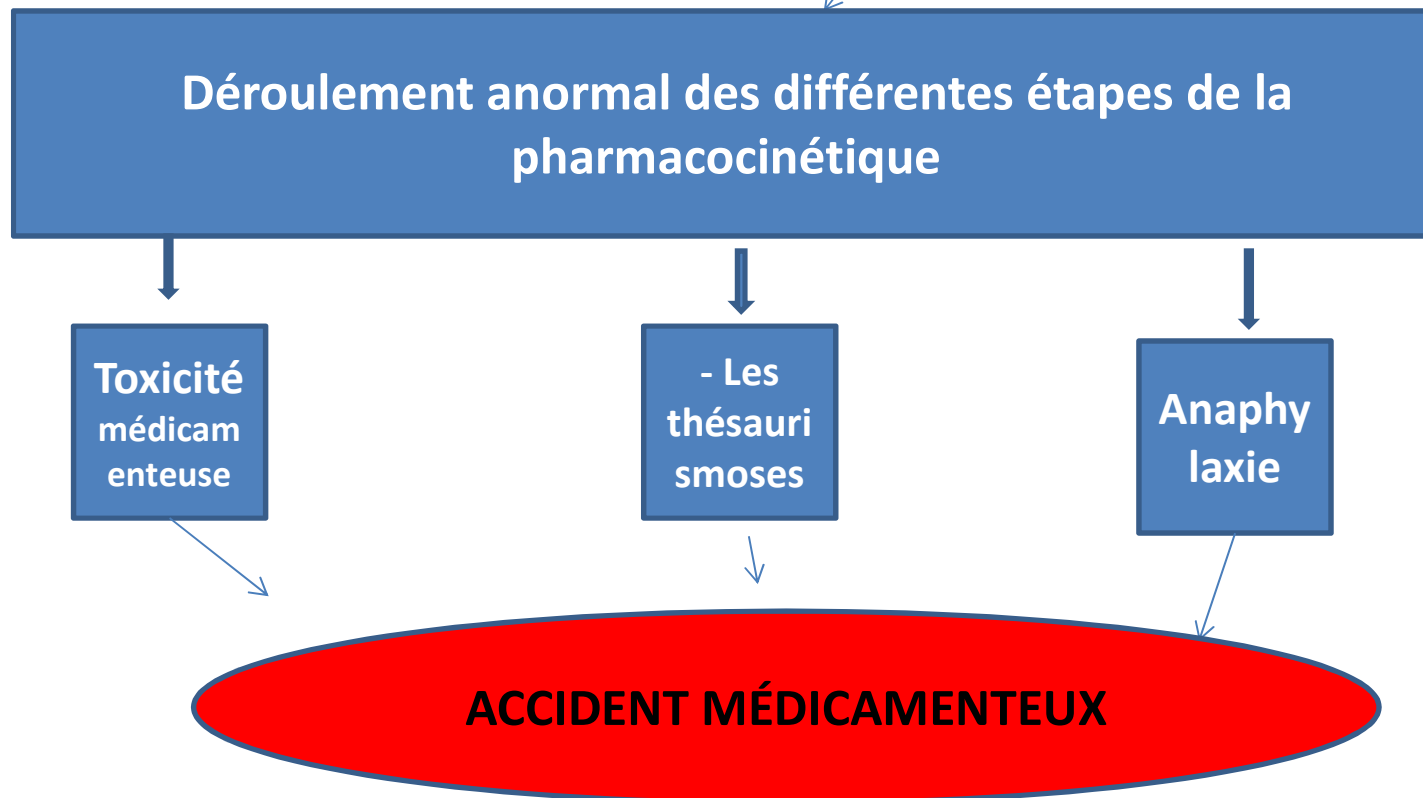 Déroulement anormal des différentes étapes de la
pharmacocinétique
Toxicité
médicam
enteuse
- Les
thésauri
smoses
Anaphy
laxie
ACCIDENT MÉDICAMENTEUX